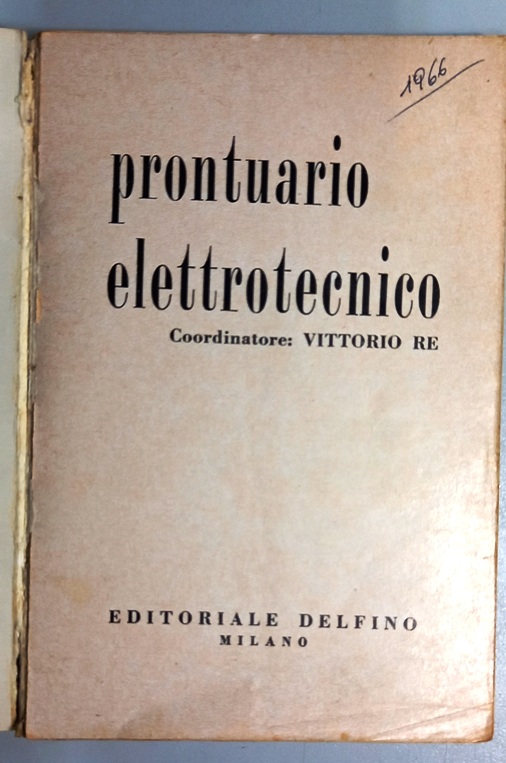 1966
prontuario
elettrotecnico
Coordinatore: VITTORIO RE
EDITORIALE DELFINO
MILANO